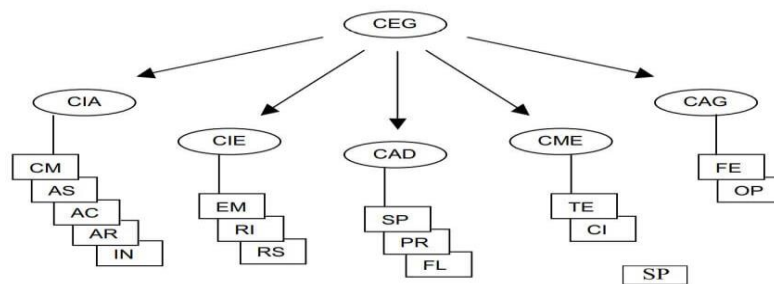 CEG
CIA
CIE
CAD
CME
CAG
CM
AS
AC
AR
IN
EM
RI
RS
SP
PR
FL
TE
CI
FE
OP
SP